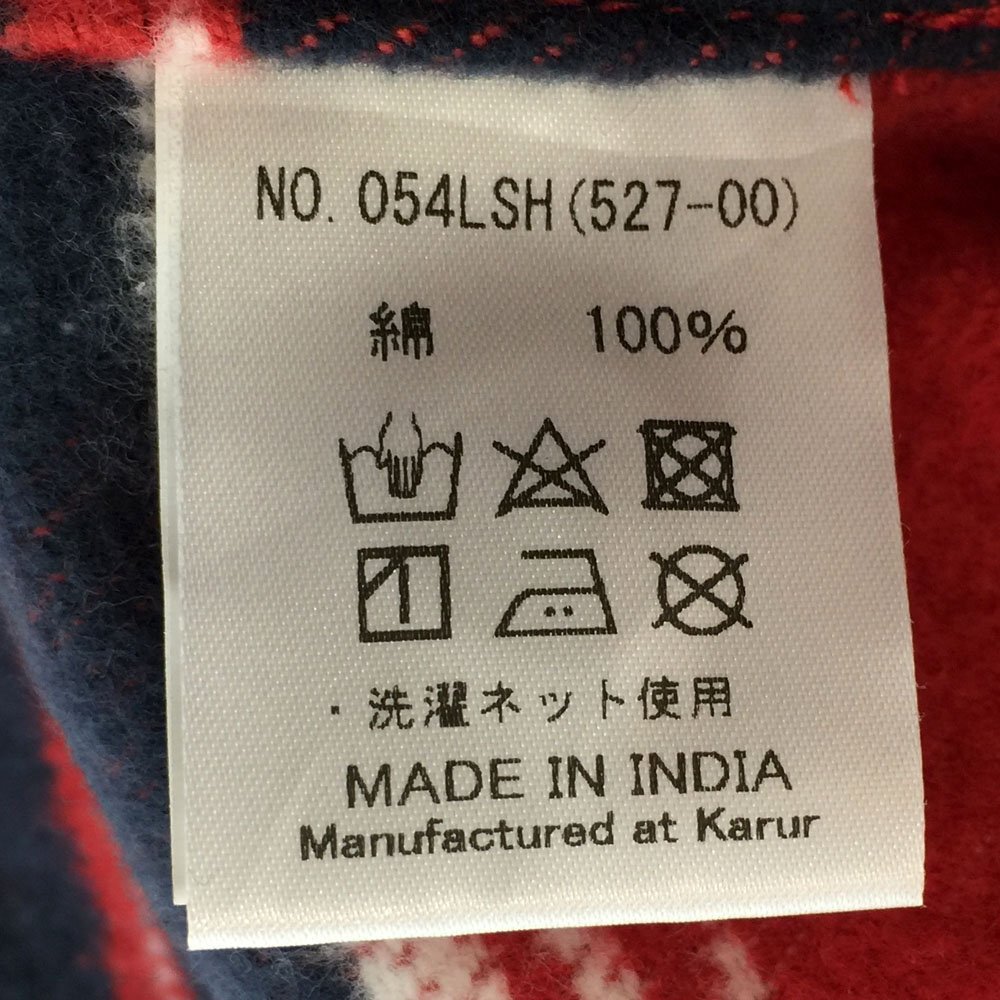 NO. 054LSH(527-00)
綿 100%
・洗濯ネット使用
MADE IN INDIA
Manufactured at Karur